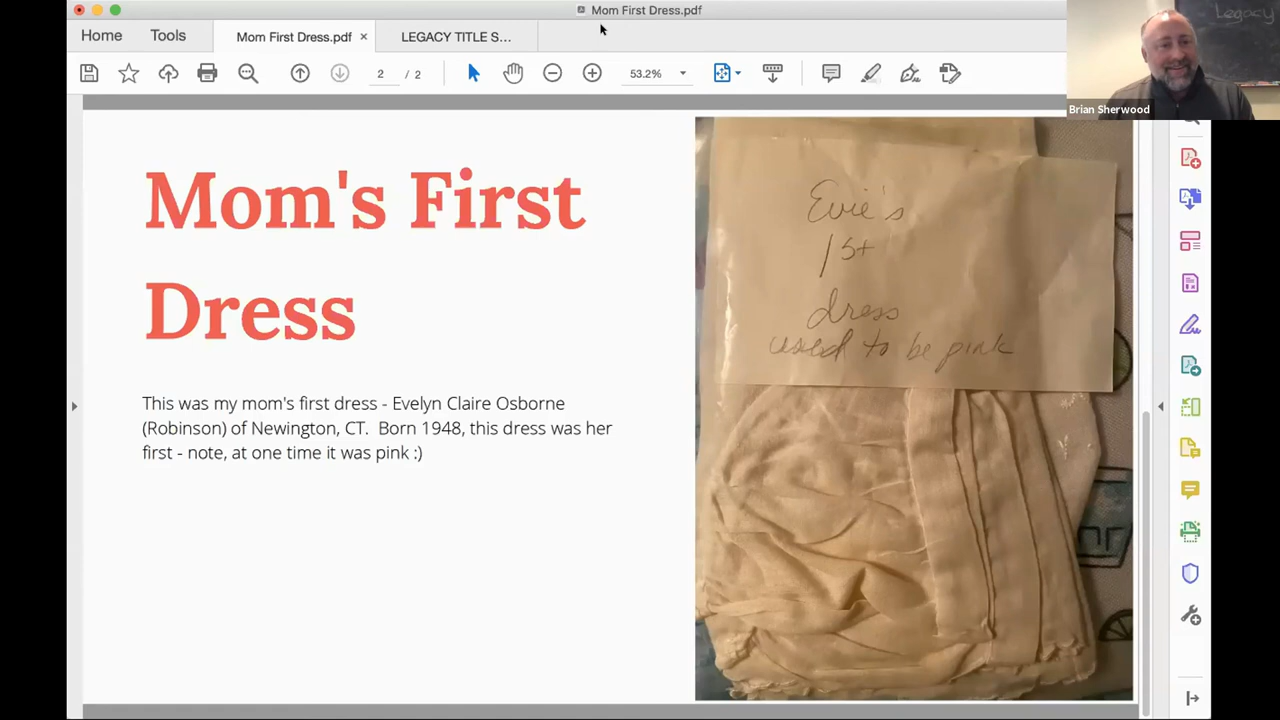 Mom First Dress.pdf
Home
Tools
Mom First Dress.pdf ×
LEGACY TITLE S...
2 / 2
53.2%
Legacy
Brian Sherwood
Mom's First
Dress
This was my mom's first dress - Evelyn Claire Osborne
(Robinson) of Newington, CT. Born 1948, this dress was her
first - note, at one time it was pink :)
Evie's
1st
dress
used to be pink